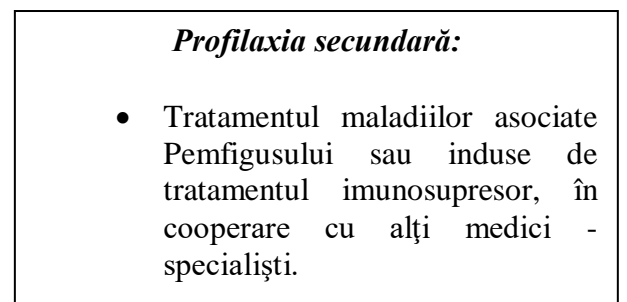 Profilaxia secundară:
• Tratamentul maladiilor asociate
Pemfigusului sau induse de
tratamentul imunosupresor, în
cooperare cu alţi medici -
specialişti.